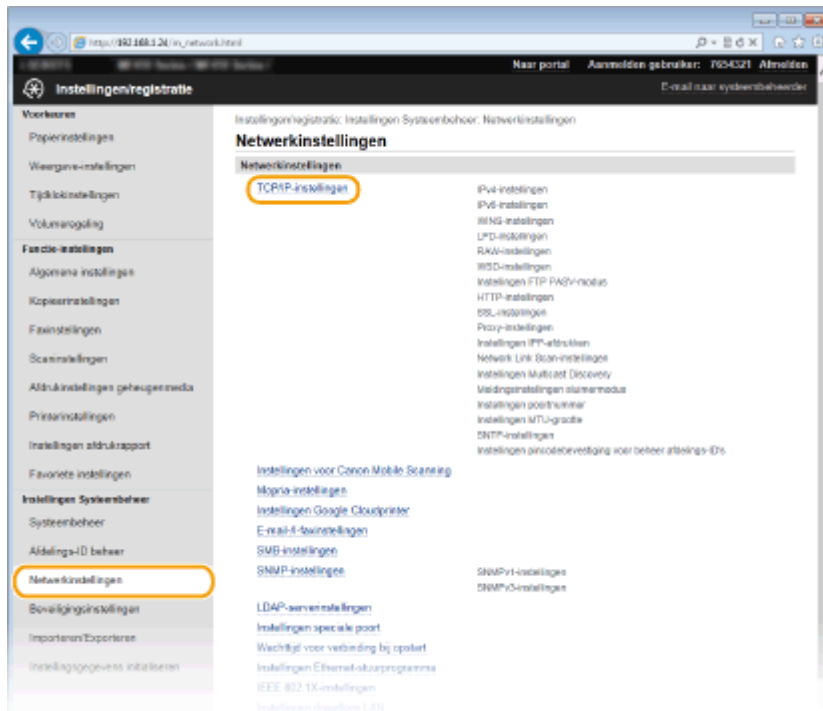 http://192.168.1.24/m_network.html
Naar portal Aanmelden gebruiker: 7654321 Afmelden
Instellingen/registratie
E-mail naar systeembeheerder
Voorkeuren
Papierinstellingen
Weergave-instellingen
Tijdklokinstellingen
Volumeregeling
Functie-instellingen
Algemene instellingen
Kopieerinstellingen
Faxinstellingen
Scaninstellingen
Afdrukinstellingen geheugenmedia
Printerinstellingen
Instellingen afdrukrapport
Favoriete instellingen
Instellingen Systeembeheer
Systeembeheer
Afdelings-ID beheer
Netwerkinstellingen
Beveiligingsinstellingen
Importeren/Exporteren
Instellingsgegevens initialiseren
Instellingen/registratie: Instellingen Systeembeheer: Netwerkinstellingen
Netwerkinstellingen
Netwerkinstellingen
TCP/IP-instellingen
IPv4-instellingen
IPv6-instellingen
WINS-instellingen
LPD-instellingen
RAW-instellingen
WSD-instellingen
Instellingen FTP PASV-modus
HTTP-instellingen
SSL-instellingen
Proxy-instellingen
Instellingen IPP-afdrukken
Network Link Scan-instellingen
Instellingen Multicast Discovery
Meldingsinstellingen sluimermodus
Instellingen poortnummer
Instellingen MTU-grootte
SNTP-instellingen
Instellingen pincodebevestiging voor beheer afdelings-ID's
Instellingen voor Canon Mobile Scanning
Mopria-instellingen
Instellingen Google Cloudprinter
E-mail-/I-faxinstellingen
SMB-instellingen
SNMP-instellingen
SNMPv1-instellingen
SNMPv3-instellingen
LDAP-serverinstellingen
Instellingen speciale poort
Wachttijd voor verbinding bij opstart
Instellingen Ethernet-stuurprogramma
IEEE 802.1X-instellingen
Instellingen draadloos LAN